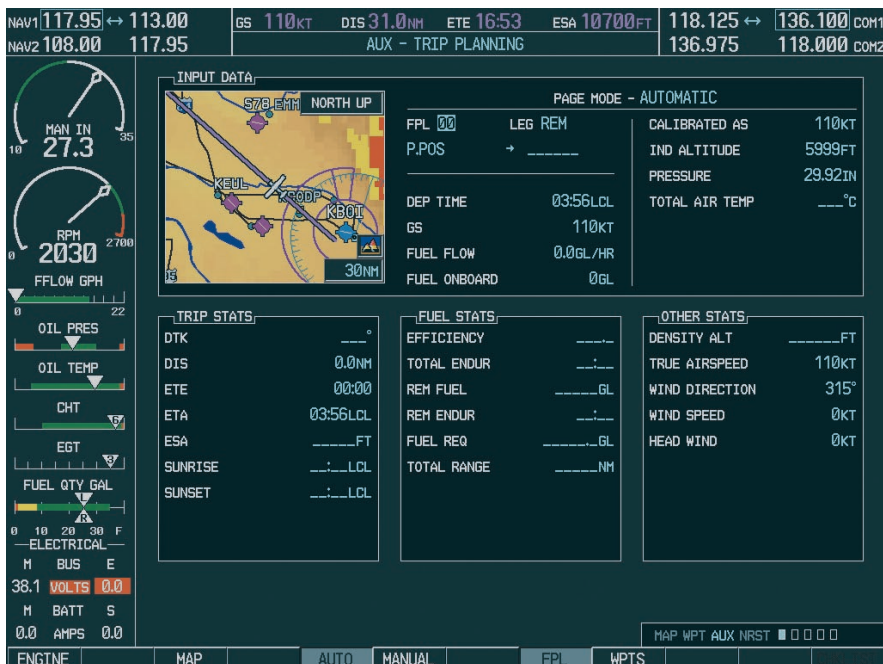 NAV1 117.95 ↔ 113.00 GS 110KT DIS 31.0NM ETE 16:53 ESA 10700FT 118.125 ↔ 136.100 COM1
NAV2 108.00 117.95 AUX - TRIP PLANNING 136.975 118.000 COM2
MAN IN
27.3
10 35
RPM
2030
0 2700
FFLOW GPH
0 22
OIL PRES
OIL TEMP
CHT
6
EGT
3
FUEL QTY GAL
L
R
0 10 20 30 F
ELECTRICAL
M BUS E
38.1 VOLTS 0.0
M BATT S
0.0 AMPS 0.0
INPUT DATA
NORTH UP
S78 EMM
KEUL
KBOI
30NM
PAGE MODE - AUTOMATIC
FPL 00 LEG REM
P.POS → ______
DEP TIME 03:56LCL
GS 110KT
FUEL FLOW 0.0GL/HR
FUEL ONBOARD 0GL
CALIBRATED AS 110KT
IND ALTITUDE 5999FT
PRESSURE 29.92IN
TOTAL AIR TEMP ___°C
TRIP STATS
DTK ___°
DIS 0.0NM
ETE 00:00
ETA 03:56LCL
ESA _____FT
SUNRISE __:__LCL
SUNSET __:__LCL
FUEL STATS
EFFICIENCY ___._
TOTAL ENDUR __:__
REM FUEL _____GL
REM ENDUR __:__
FUEL REQ _____._GL
TOTAL RANGE _____NM
OTHER STATS
DENSITY ALT ______FT
TRUE AIRSPEED 110KT
WIND DIRECTION 315°
WIND SPEED 0KT
HEAD WIND 0KT
MAP WPT AUX NRST
ENGINE MAP AUTO MANUAL FPL WPTS